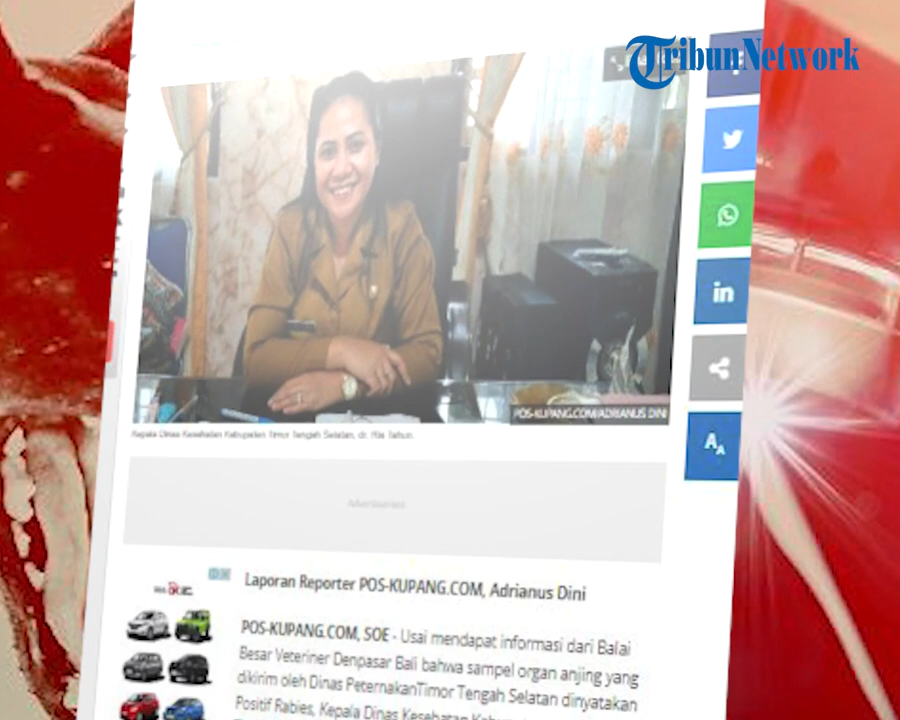 TribunNetwork
POS-KUPANG.COM/ADRIANUS DINI
Kepala Dinas Kesehatan Kabupaten Timor Tengah Selatan, dr. Ria Tahun.
Advertisement
Laporan Reporter POS-KUPANG.COM, Adrianus Dini
POS-KUPANG.COM, SOE - Usai mendapat informasi dari Balai
Besar Veteriner Denpasar Bali bahwa sampel organ anjing yang
dikirim oleh Dinas PeternakanTimor Tengah Selatan dinyatakan
Positif Rabies, Kepala Dinas Kesehatan